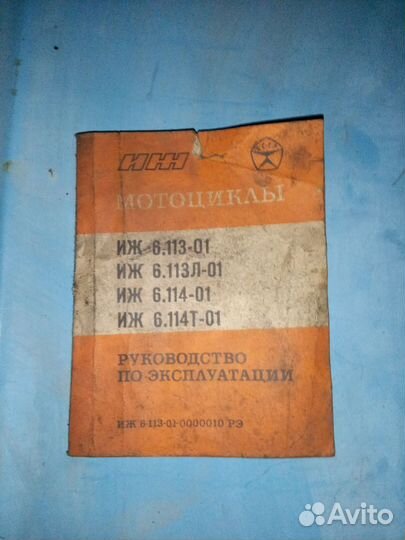 ИЖ
МОТОЦИКЛЫ
ИЖ 6.113-01
ИЖ 6.113Л-01
ИЖ 6.114-01
ИЖ 6.114Т-01
РУКОВОДСТВО
ПО ЭКСПЛУАТАЦИИ
ИЖ 6-113-01-0000010 РЭ
Avito